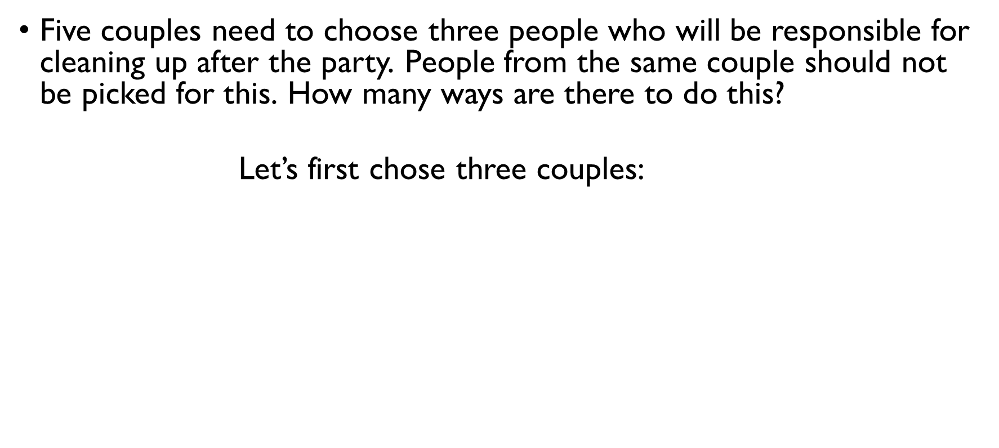 • Five couples need to choose three people who will be responsible for
cleaning up after the party. People from the same couple should not
be picked for this. How many ways are there to do this?
Let’s first chose three couples: